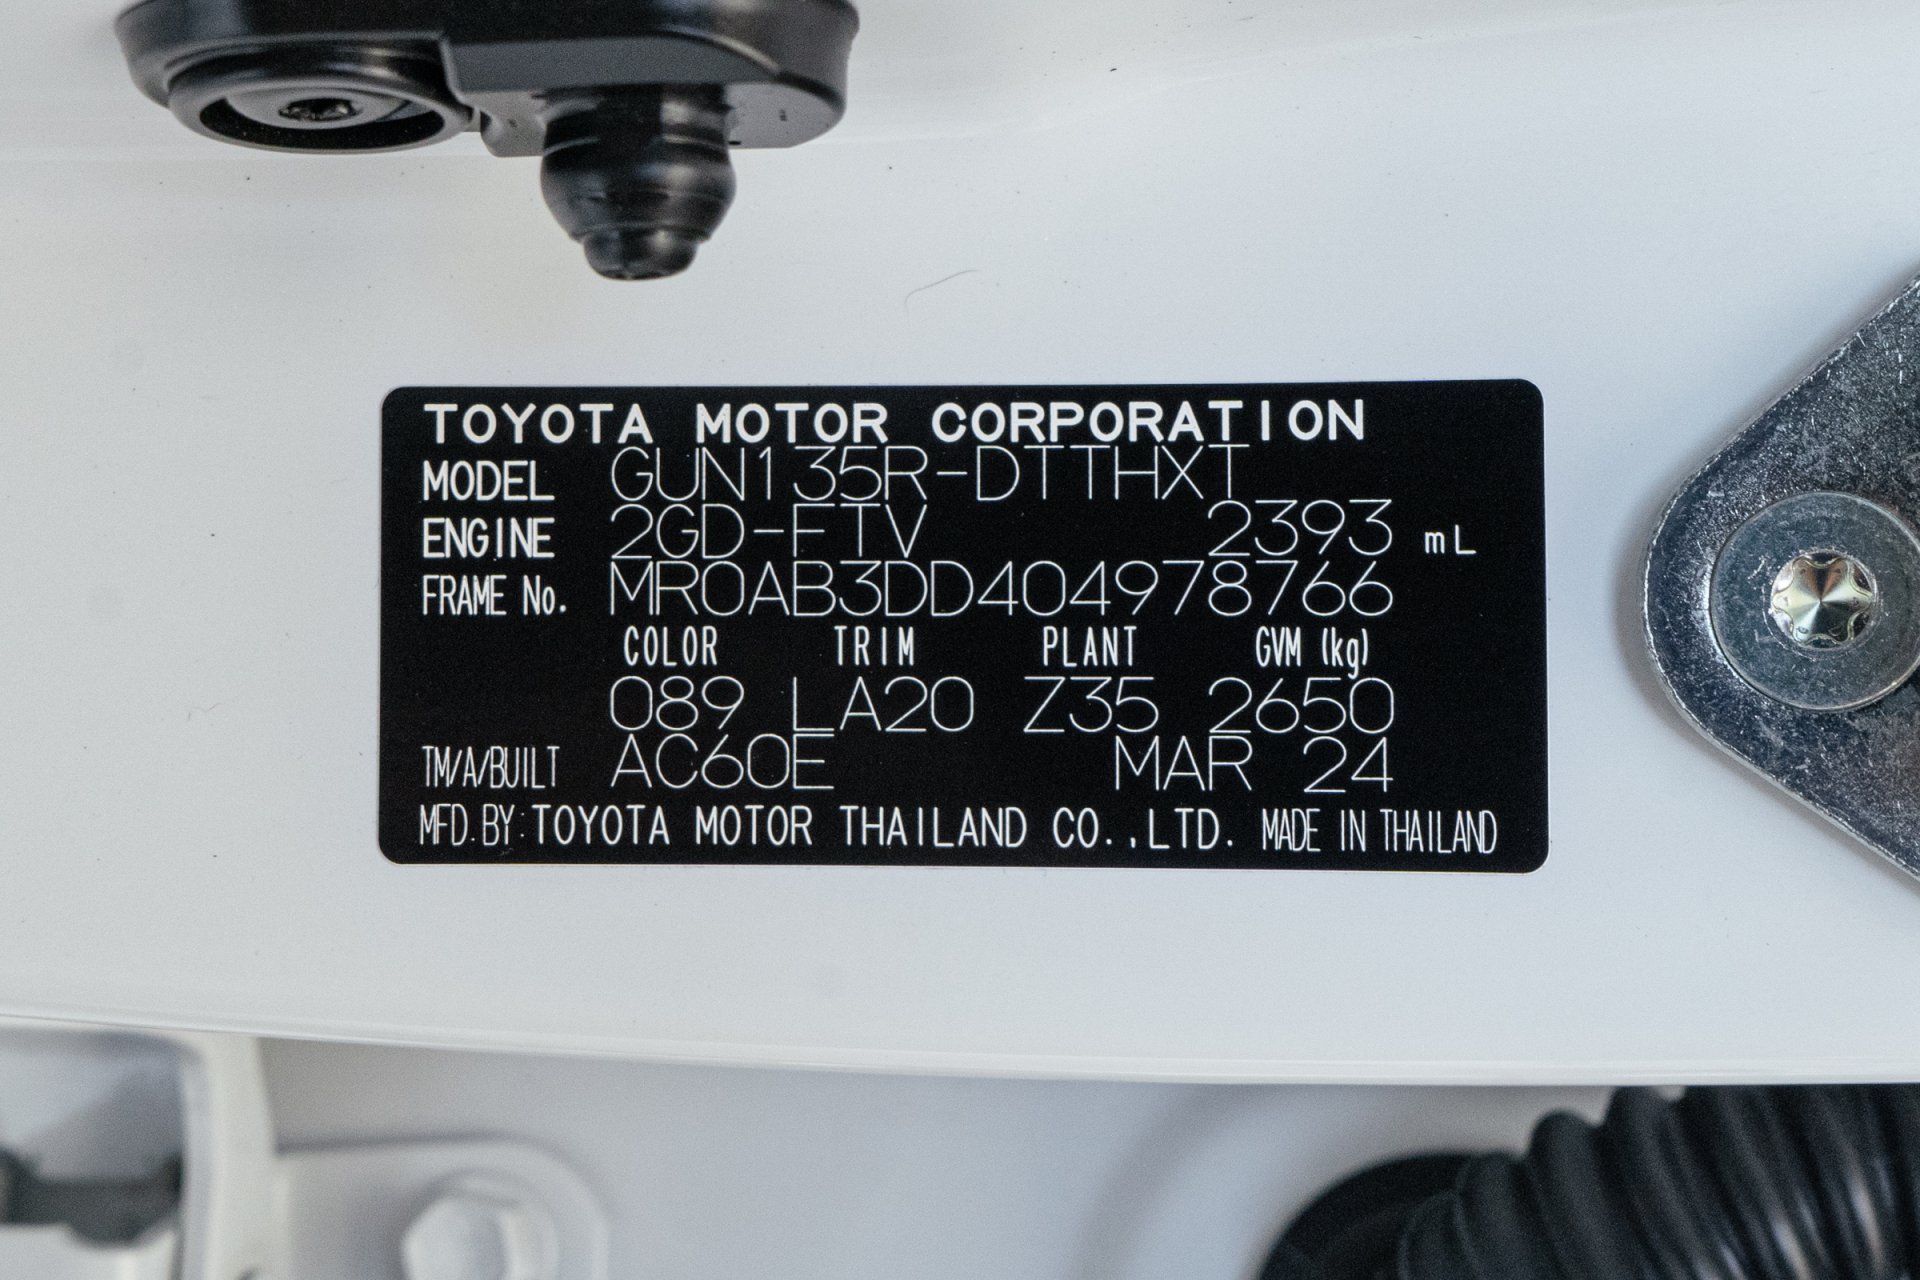 TOYOTA MOTOR CORPORATION
MODEL GUN135R-DTTHXT
ENGINE 2GD-FTV 2393 mL
FRAME No. MR0AB3DD404978766
COLOR TRIM PLANT GVM (kg)
089 LA20 Z35 2650
TM/A/BUILT AC60E MAR 24
MFD. BY: TOYOTA MOTOR THAILAND CO.,LTD. MADE IN THAILAND